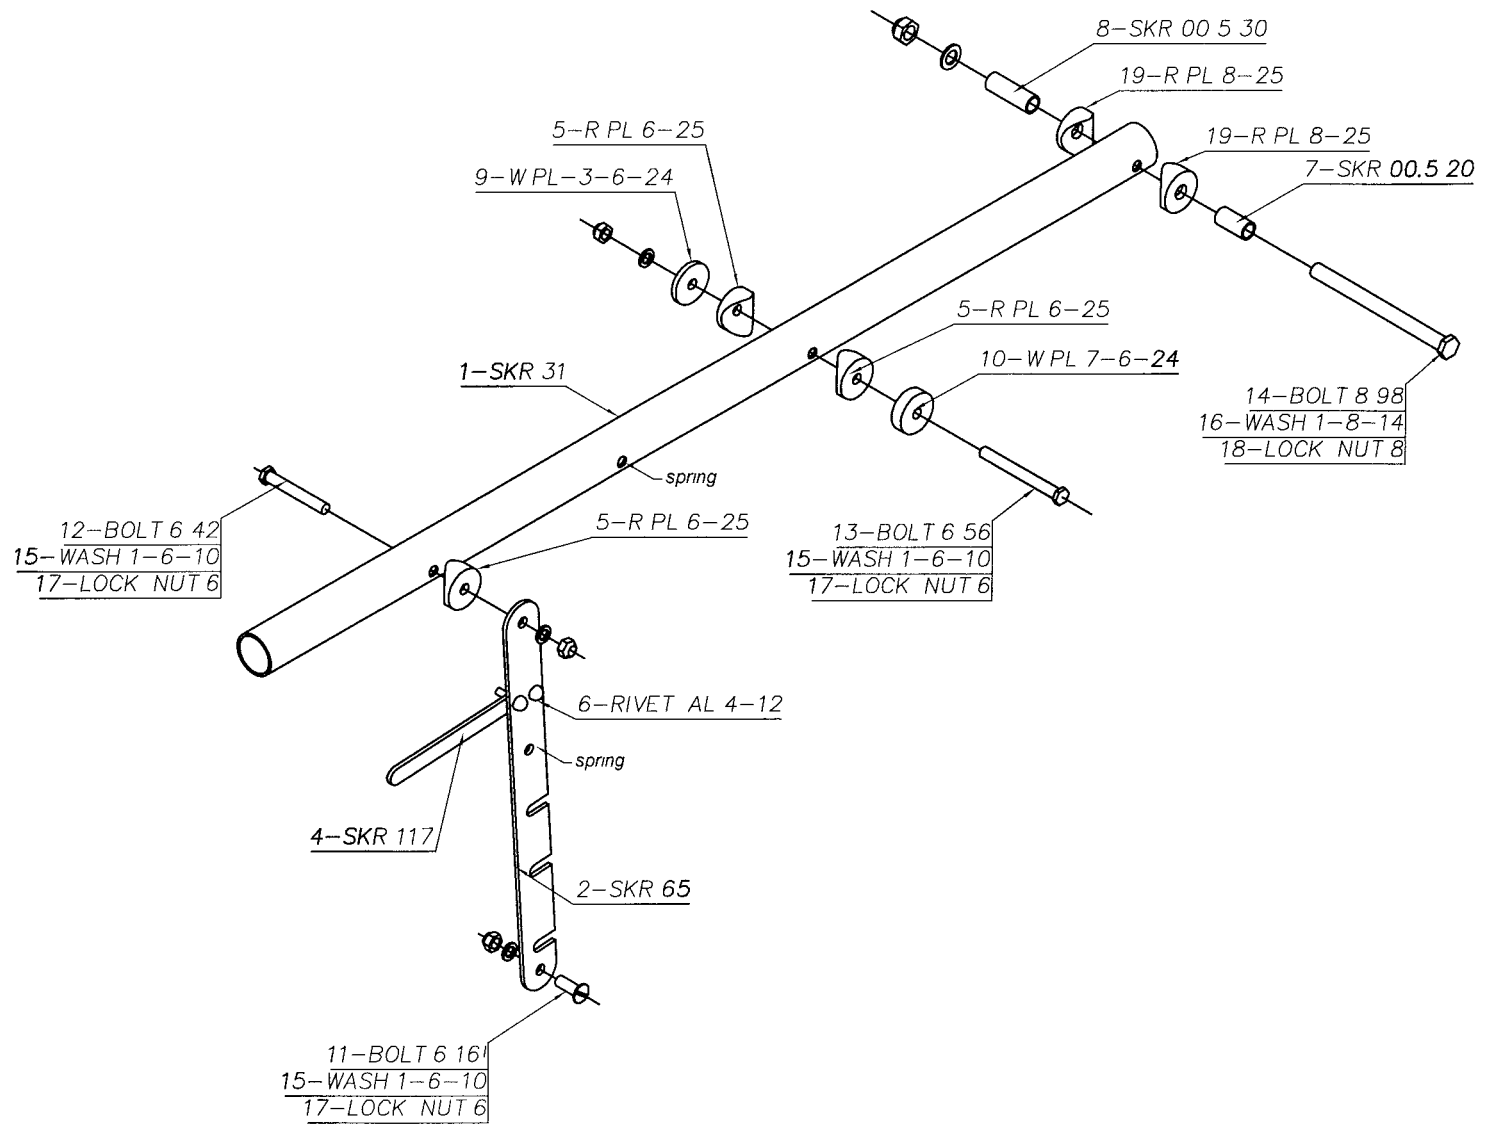 8-SKR 00 5 30
19-R PL 8-25
5-R PL 6-25
19-R PL 8-25
9-W PL-3-6-24
7-SKR 00.5 20
5-R PL 6-25
10-W PL 7-6-24
1-SKR 31
14-BOLT 8 98
16-WASH 1-8-14
18-LOCK NUT 8
spring
12-BOLT 6 42
15-WASH 1-6-10
17-LOCK NUT 6
5-R PL 6-25
13-BOLT 6 56
15-WASH 1-6-10
17-LOCK NUT 6
6-RIVET AL 4-12
spring
4-SKR 117
2-SKR 65
11-BOLT 6 16
15-WASH 1-6-10
17-LOCK NUT 6